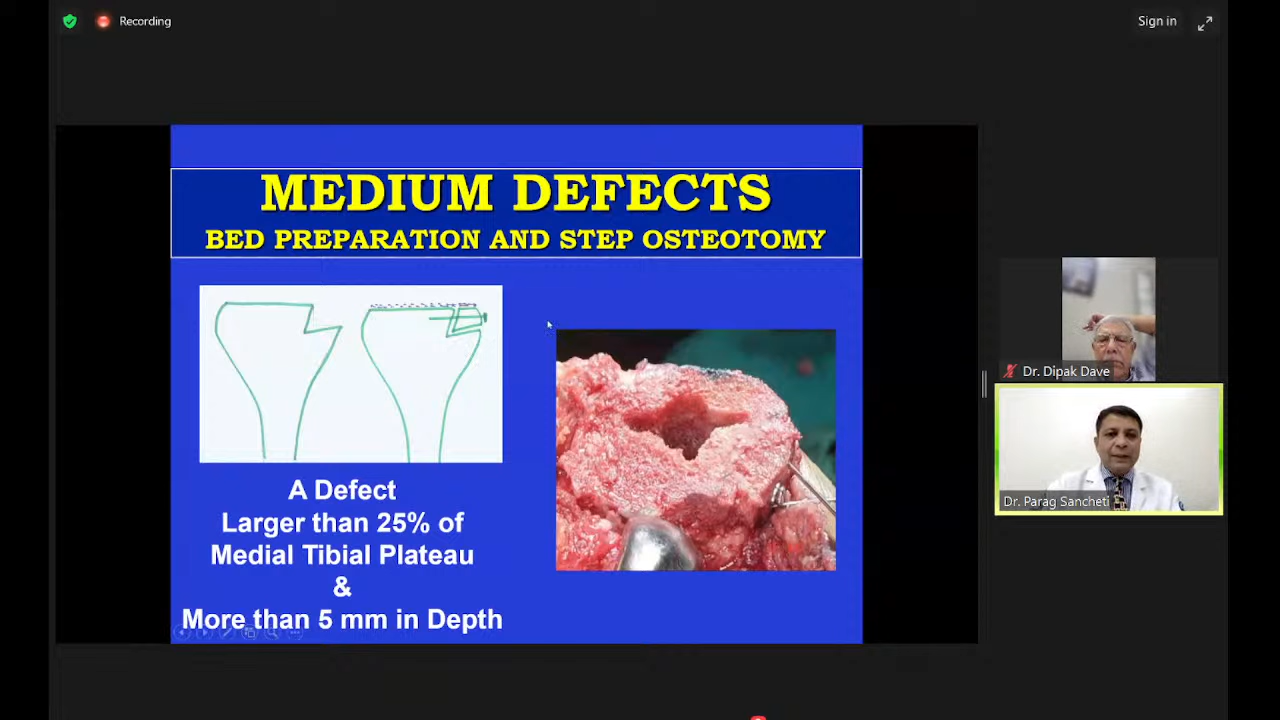 Recording
Sign in
MEDIUM DEFECTS
BED PREPARATION AND STEP OSTEOTOMY
A Defect
Larger than 25% of
Medial Tibial Plateau
&
More than 5 mm in Depth
Dr. Dipak Dave
Dr. Parag Sancheti